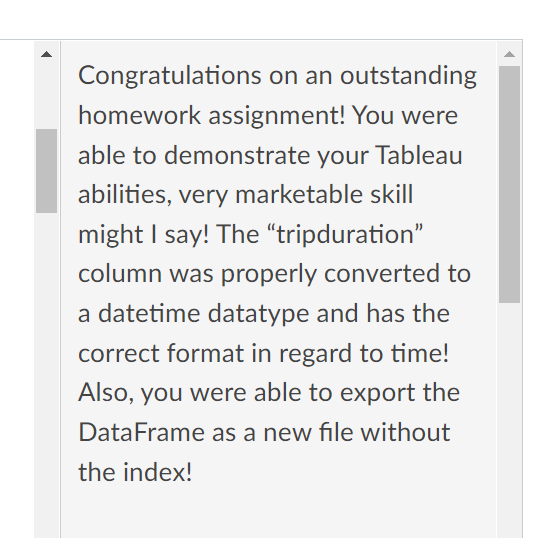 Congratulations on an outstanding
homework assignment! You were
able to demonstrate your Tableau
abilities, very marketable skill
might I say! The “tripduration”
column was properly converted to
a datetime datatype and has the
correct format in regard to time!
Also, you were able to export the
DataFrame as a new file without
the index!